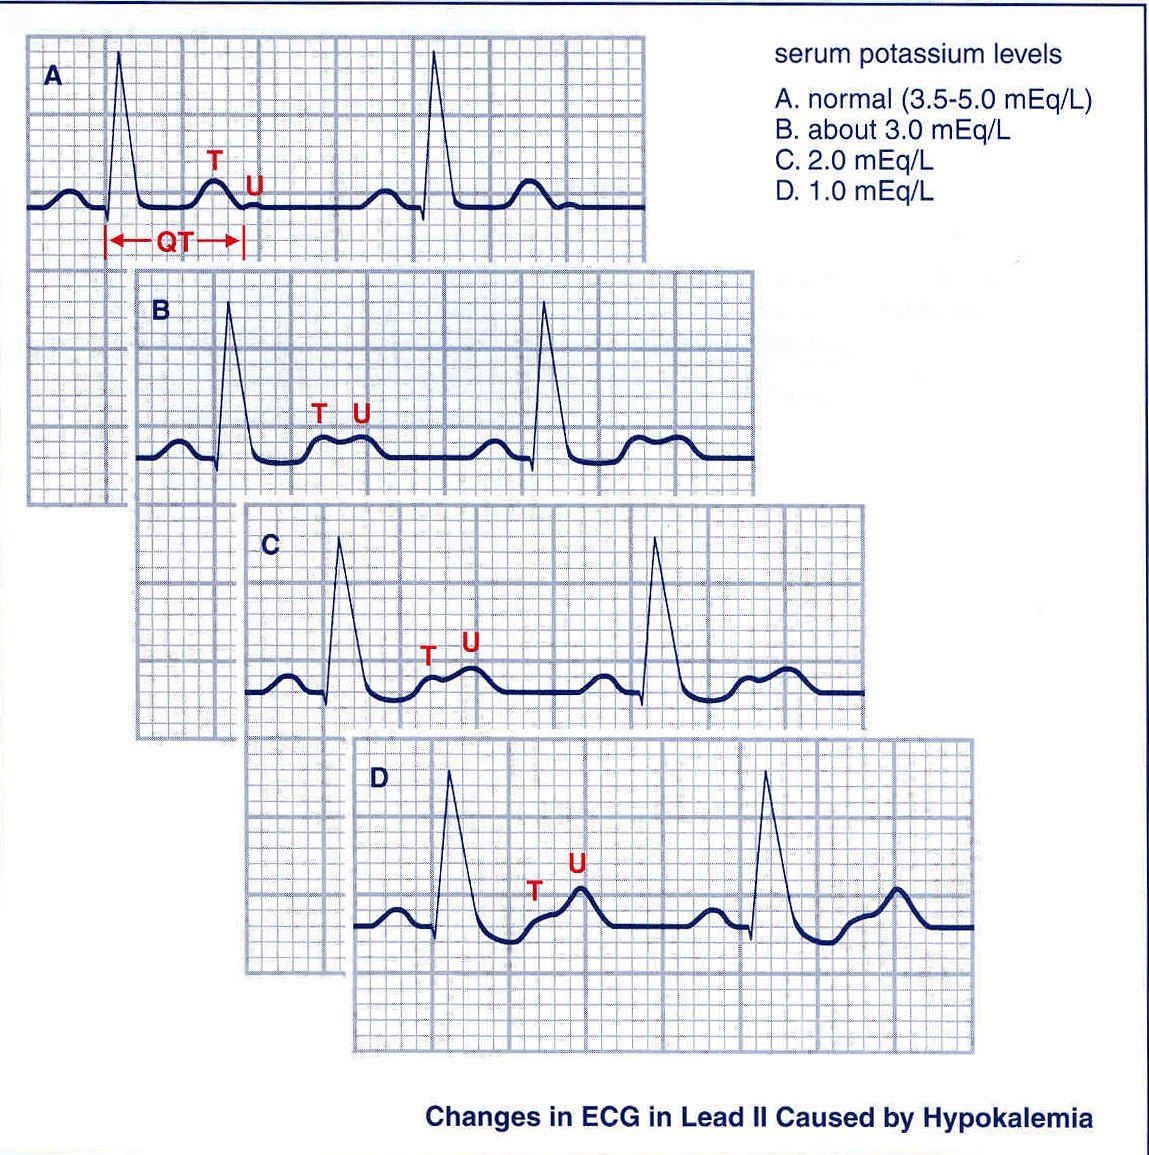 serum potassium levels
A. normal (3.5-5.0 mEq/L)
B. about 3.0 mEq/L
C. 2.0 mEq/L
D. 1.0 mEq/L
A
T
U
QT
B
T U
C
T
U
D
U
T
Changes in ECG in Lead II Caused by Hypokalemia